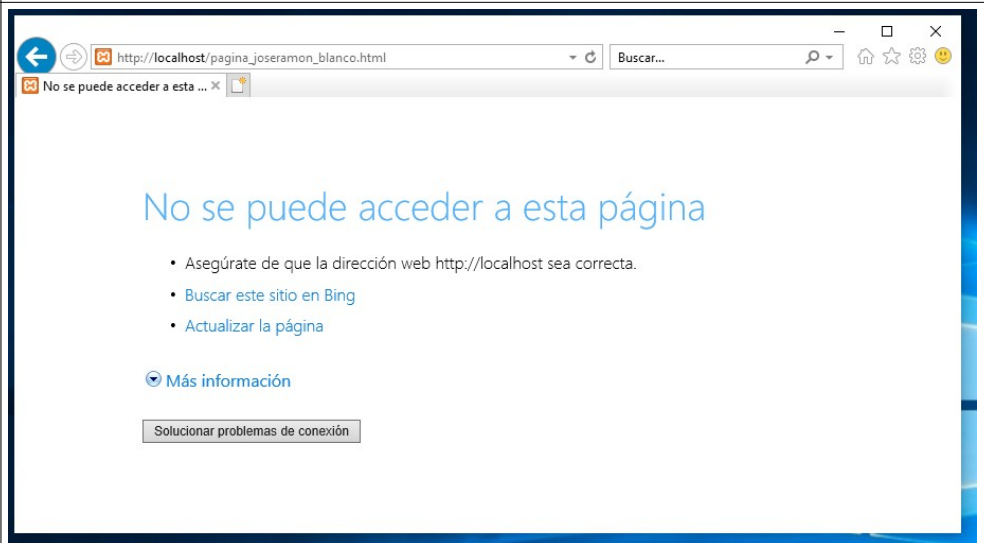 http://localhost/pagina_joseramon_blanco.html
Buscar...
No se puede acceder a esta ...
No se puede acceder a esta página
• Asegúrate de que la dirección web http://localhost sea correcta.
• Buscar este sitio en Bing
• Actualizar la página
Más información
Solucionar problemas de conexión